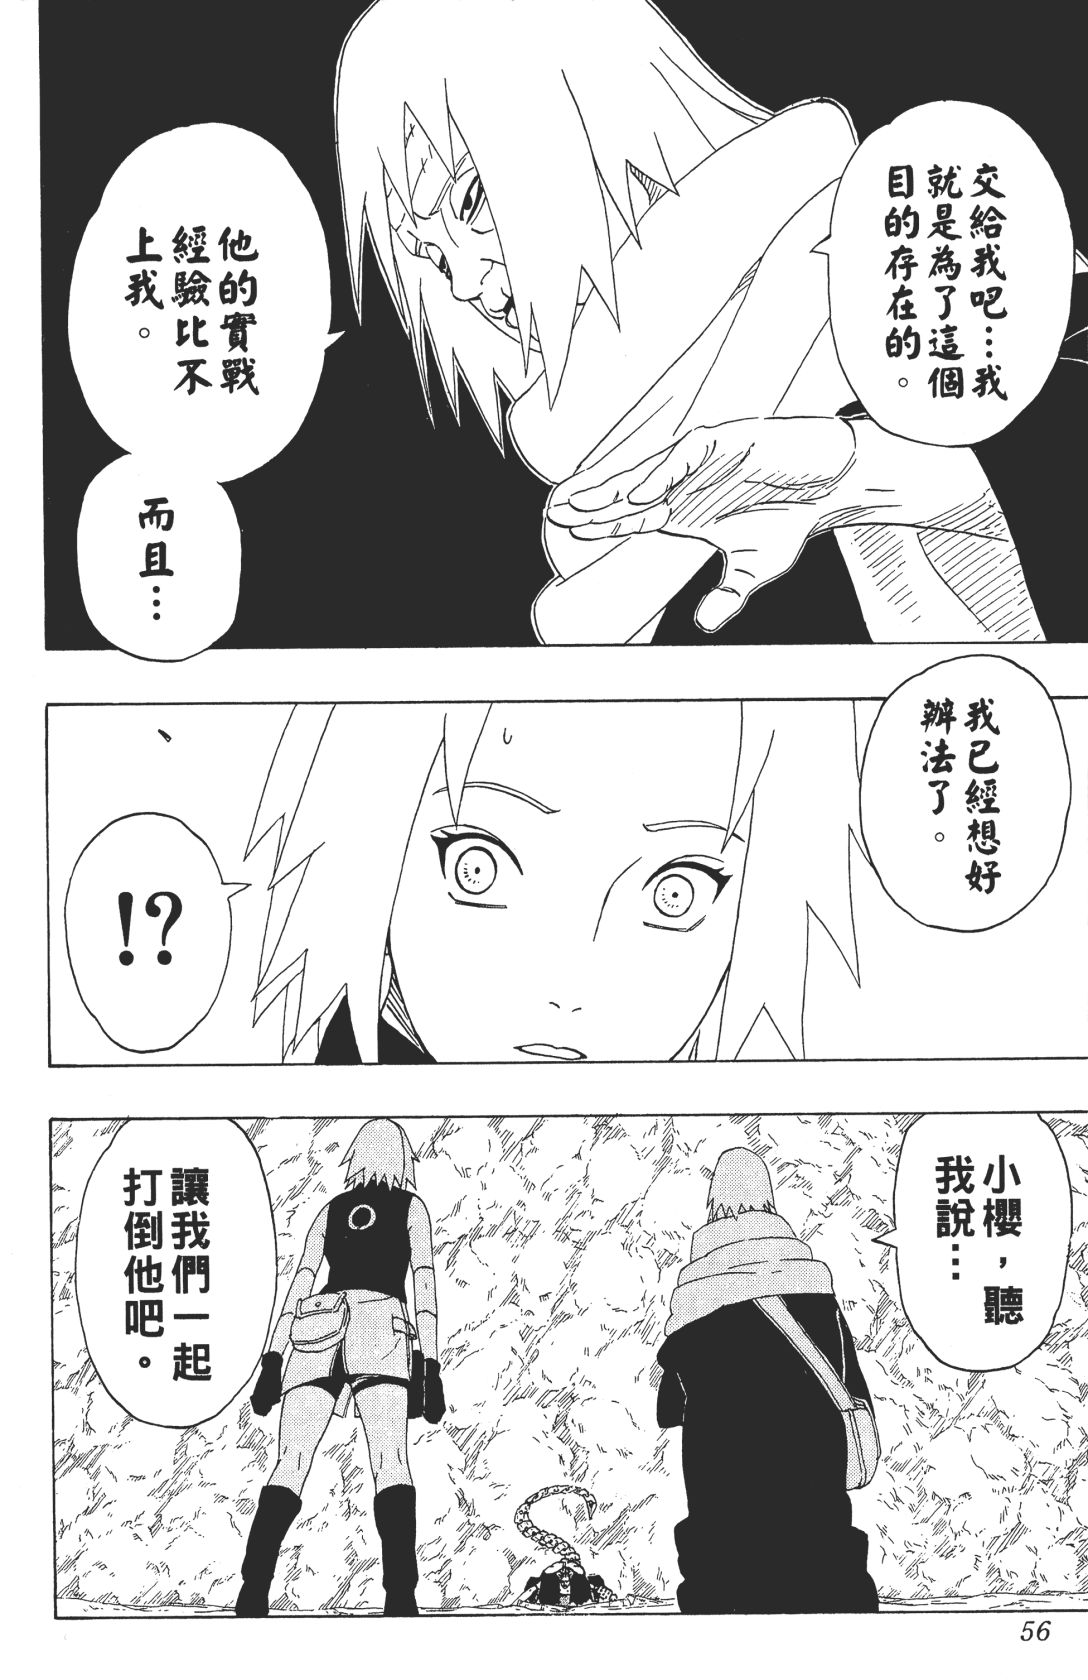 交給我吧…我
就是為了這個
目的存在的。
他的實戰
經驗比不
上我。
而且…
我已經想好
辦法了。
!?
小櫻，聽
我說…
讓我們一起
打倒他吧。
56